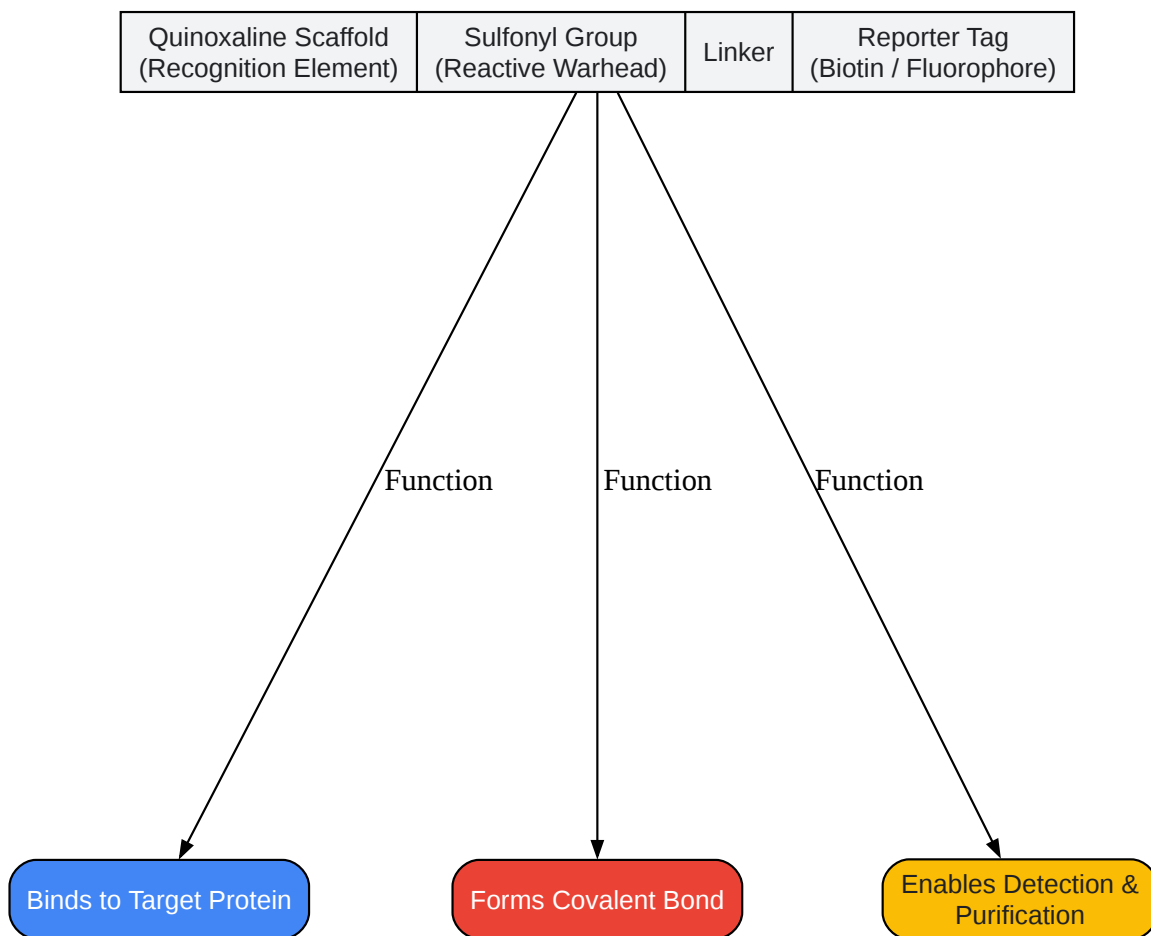 Quinoxaline Scaffold
(Recognition Element)
Sulfonyl Group
(Reactive Warhead)
Linker
Reporter Tag
(Biotin / Fluorophore)
Function
Function
Function
Binds to Target Protein
Forms Covalent Bond
Enables Detection &
Purification